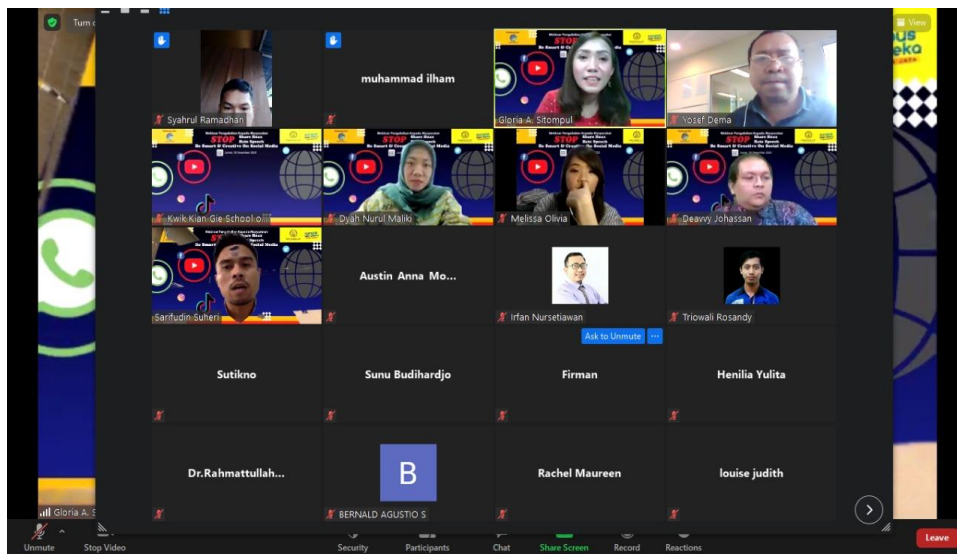 Turn
View
Syahrul Ramadhan
muhammad ilham
Gloria A. Sitompul
Yosef Dema
Kwik Kian Gie School o...
Dyah Nurul Maliki
Melissa Olivia
Deavvy Johassan
Sarifudin Suheri
Austin Anna Mo...
Irfan Nursetiawan
Triowali Rosandy
Ask to Unmute
Sutikno
Sunu Budihardjo
Firman
Henilia Yulita
Dr.Rahmattullah...
B
BERNALD AGUSTIO S
Rachel Maureen
louise judith
Gloria A. S
Unmute
Stop Video
Security
Participants
Chat
Share Screen
Record
Reactions
Leave